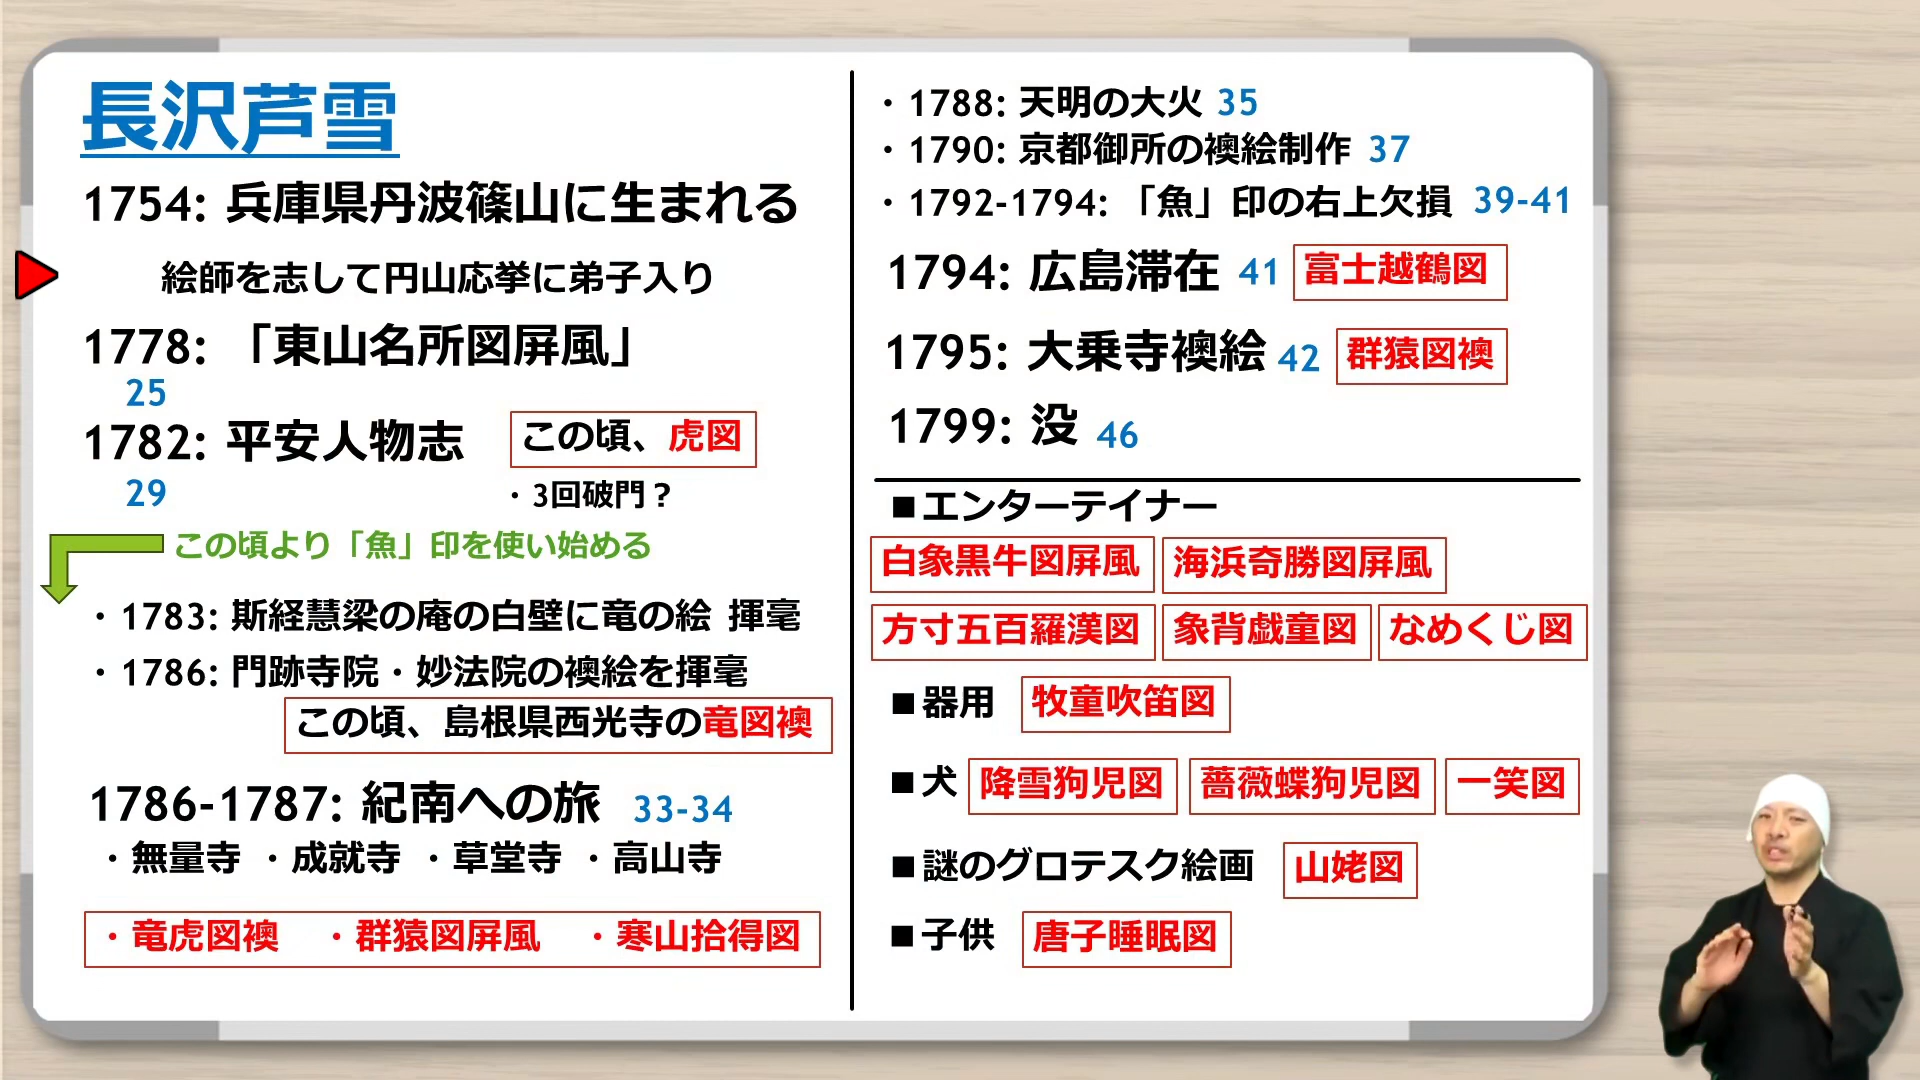 長沢芦雪
1754: 兵庫県丹波篠山に生まれる
絵師を志して円山応挙に弟子入り
1778: 「東山名所図屏風」
25
1782: 平安人物志
この頃、虎図
29
・3回破門？
この頃より「魚」印を使い始める
・1783: 斯経慧梁の庵の白壁に竜の絵 揮毫
・1786: 門跡寺院・妙法院の襖絵を揮毫
この頃、島根県西光寺の竜図襖
1786-1787: 紀南への旅 33-34
・無量寺 ・成就寺 ・草堂寺 ・高山寺
・竜虎図襖 ・群猿図屏風 ・寒山拾得図
・1788: 天明の大火 35
・1790: 京都御所の襖絵制作 37
・1792-1794: 「魚」印の右上欠損 39-41
1794: 広島滞在 41 富士越鶴図
1795: 大乗寺襖絵 42 群猿図襖
1799: 没 46
■エンターテイナー
白象黒牛図屏風 海浜奇勝図屏風
方寸五百羅漢図 象背戯童図 なめくじ図
■器用 牧童吹笛図
■犬 降雪狗児図 薔薇蝶狗児図 一笑図
■謎のグロテスク絵画 山姥図
■子供 唐子睡眠図